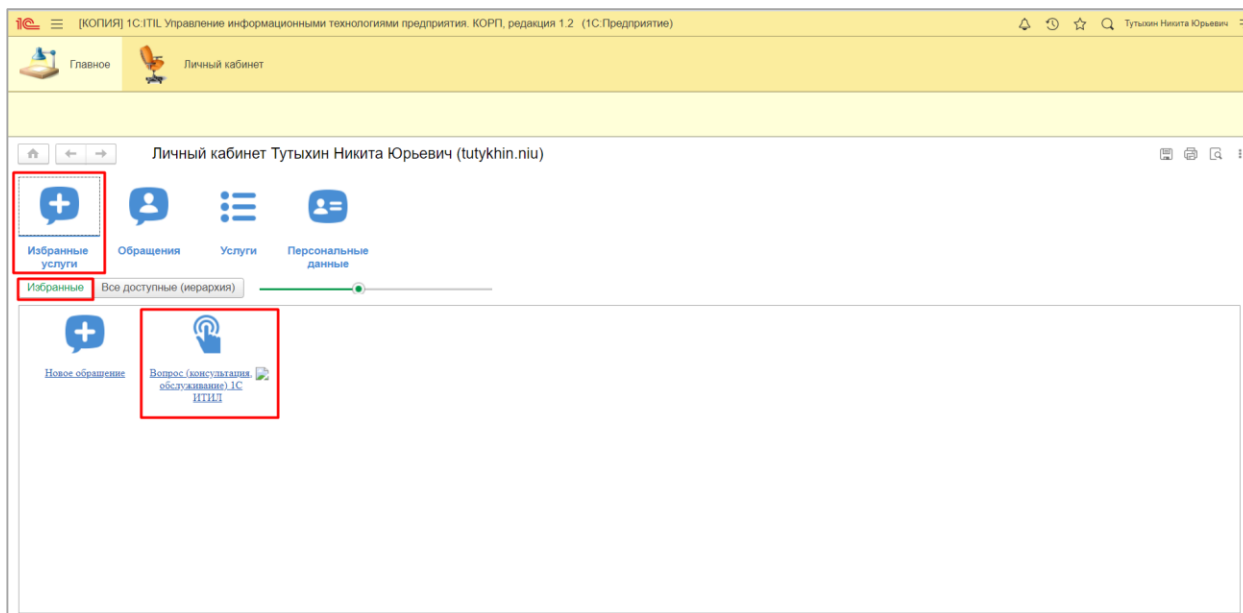 1С [КОПИЯ] 1C:ITIL Управление информационными технологиями предприятия. КОРП, редакция 1.2 (1С:Предприятие) Тутыхин Никита Юрьевич
Главное Личный кабинет
Личный кабинет Тутыхин Никита Юрьевич (tutykhin.niu)
Избранные услуги
Обращения
Услуги
Персональные данные
Избранные Все доступные (иерархия)
Новое обращение
Вопрос (консультация,
обслуживание) 1С
ИТИЛ